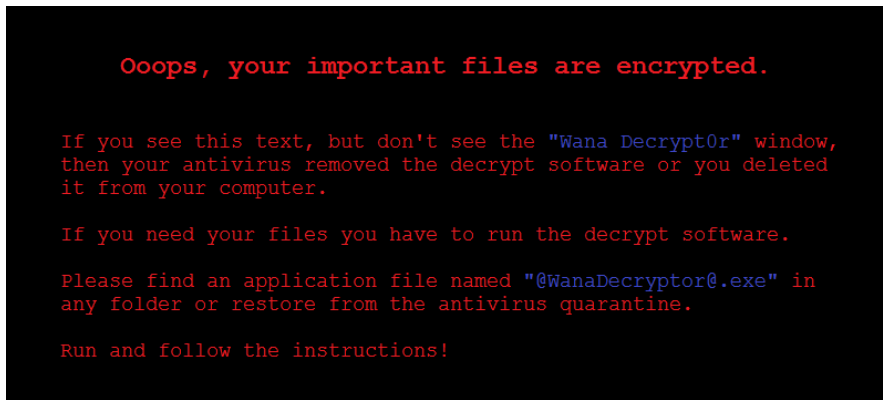 Ooops, your important files are encrypted.
If you see this text, but don't see the "Wana Decrypt0r" window,
then your antivirus removed the decrypt software or you deleted
it from your computer.
If you need your files you have to run the decrypt software.
Please find an application file named "@WanaDecryptor@.exe" in
any folder or restore from the antivirus quarantine.
Run and follow the instructions!